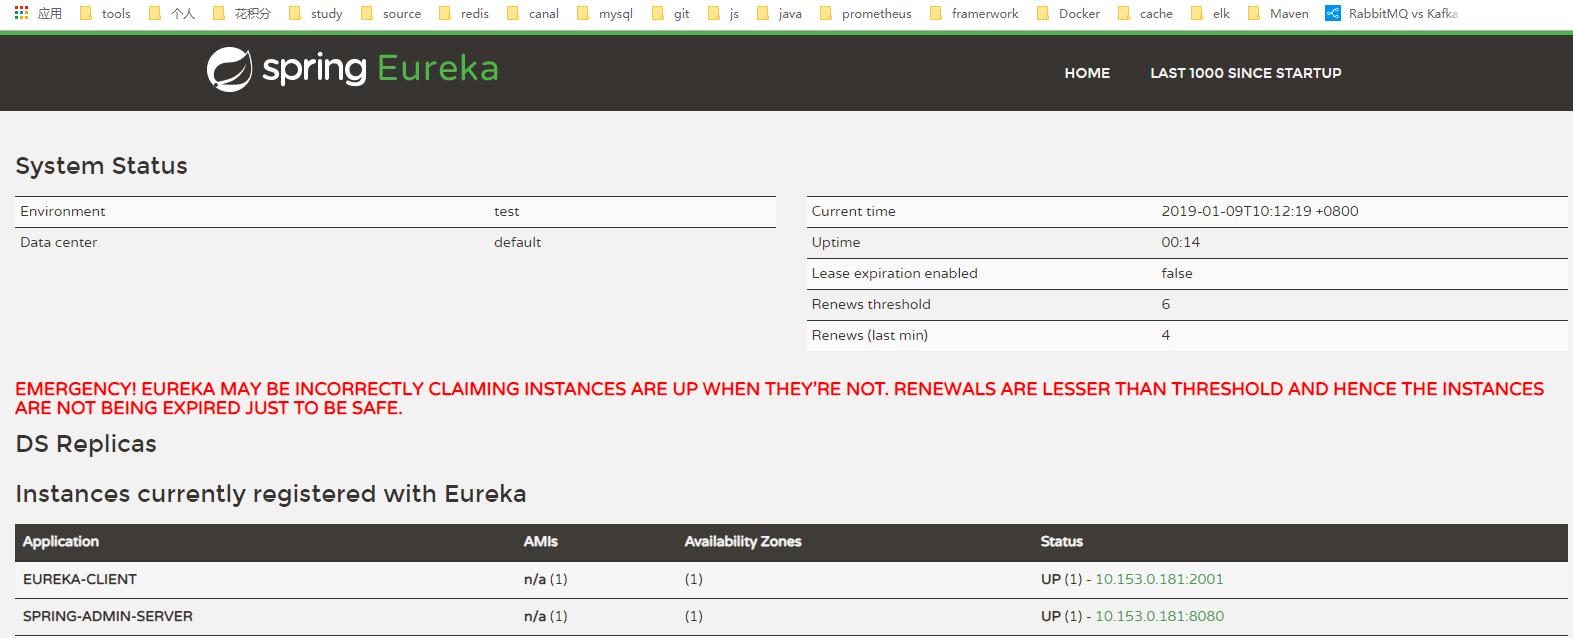 应用 tools 个人 花积分 study source redis canal mysql git js java prometheus framerwork Docker cache elk Maven RabbitMQ vs Kafka
spring Eureka HOME LAST 1000 SINCE STARTUP
System Status
Environment test
Data center default
Current time 2019-01-09T10:12:19 +0800
Uptime 00:14
Lease expiration enabled false
Renews threshold 6
Renews (last min) 4
EMERGENCY! EUREKA MAY BE INCORRECTLY CLAIMING INSTANCES ARE UP WHEN THEY'RE NOT. RENEWALS ARE LESSER THAN THRESHOLD AND HENCE THE INSTANCES
ARE NOT BEING EXPIRED JUST TO BE SAFE.
DS Replicas
Instances currently registered with Eureka
Application AMIs Availability Zones Status
EUREKA-CLIENT n/a (1) (1) UP (1) - 10.153.0.181:2001
SPRING-ADMIN-SERVER n/a (1) (1) UP (1) - 10.153.0.181:8080